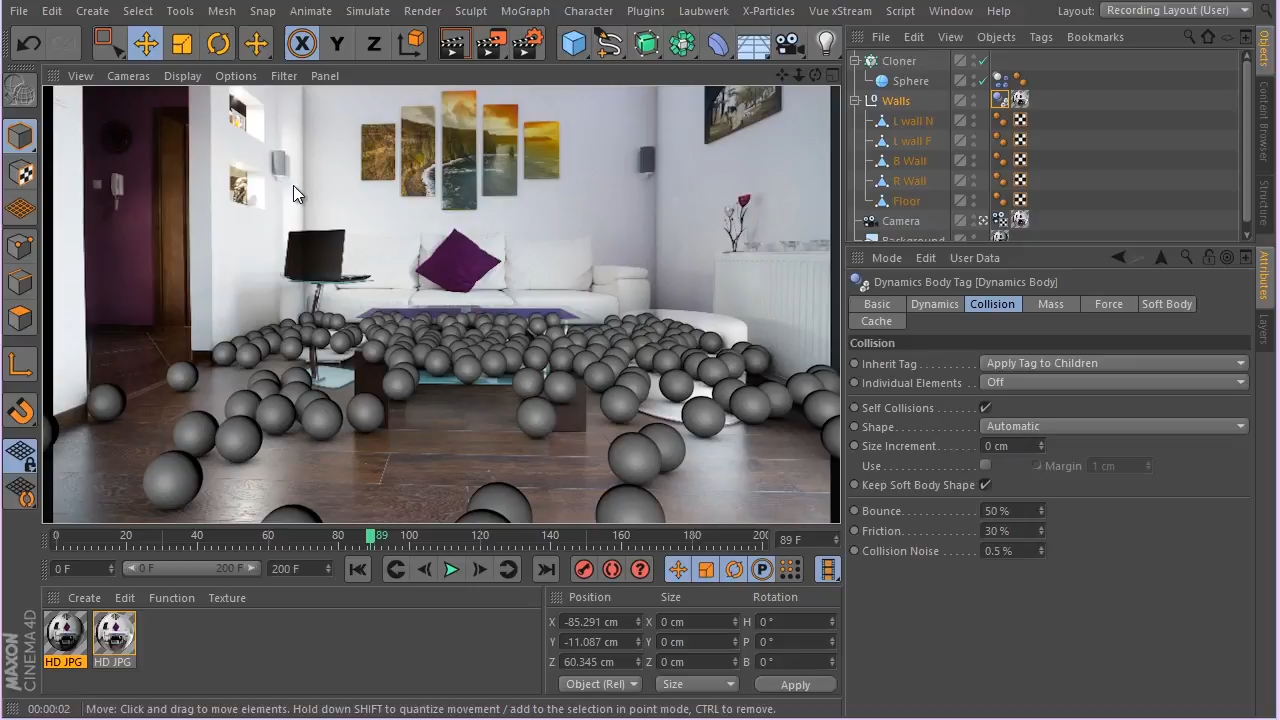 File Edit Create Select Tools Mesh Snap Animate Simulate Render Sculpt MoGraph Character Plugins Laubwerk X-Particles Vue xStream Script Window Help Layout: Recording Layout (User)
X Y Z
File Edit View Objects Tags Bookmarks
View Cameras Display Options Filter Panel
Cloner
Sphere
Walls
L wall N
L wall F
B Wall
R Wall
Floor
Camera
Background
Objects
Content Browser
Structure
Attributes
Layers
Mode Edit User Data
Dynamics Body Tag [Dynamics Body]
Basic Dynamics Collision Mass Force Soft Body
Cache
Collision
Inherit Tag Apply Tag to Children
Individual Elements Off
Self Collisions
Shape Automatic
Size Increment 0 cm
Use Margin 1 cm
Keep Soft Body Shape
Bounce 50 %
Friction 30 %
Collision Noise 0.5 %
0 20 40 60 80 89 100 120 140 160 180 200 89 F
0 F 0 F 200 F 200 F
P
Create Edit Function Texture
HD JPG HD JPG
Position Size Rotation
X -85.291 cm X 0 cm H 0 °
Y -11.087 cm Y 0 cm P 0 °
Z 60.345 cm Z 0 cm B 0 °
Object (Rel) Size Apply
MAXON CINEMA 4D
00:00:02 Move: Click and drag to move elements. Hold down SHIFT to quantize movement / add to the selection in point mode, CTRL to remove.